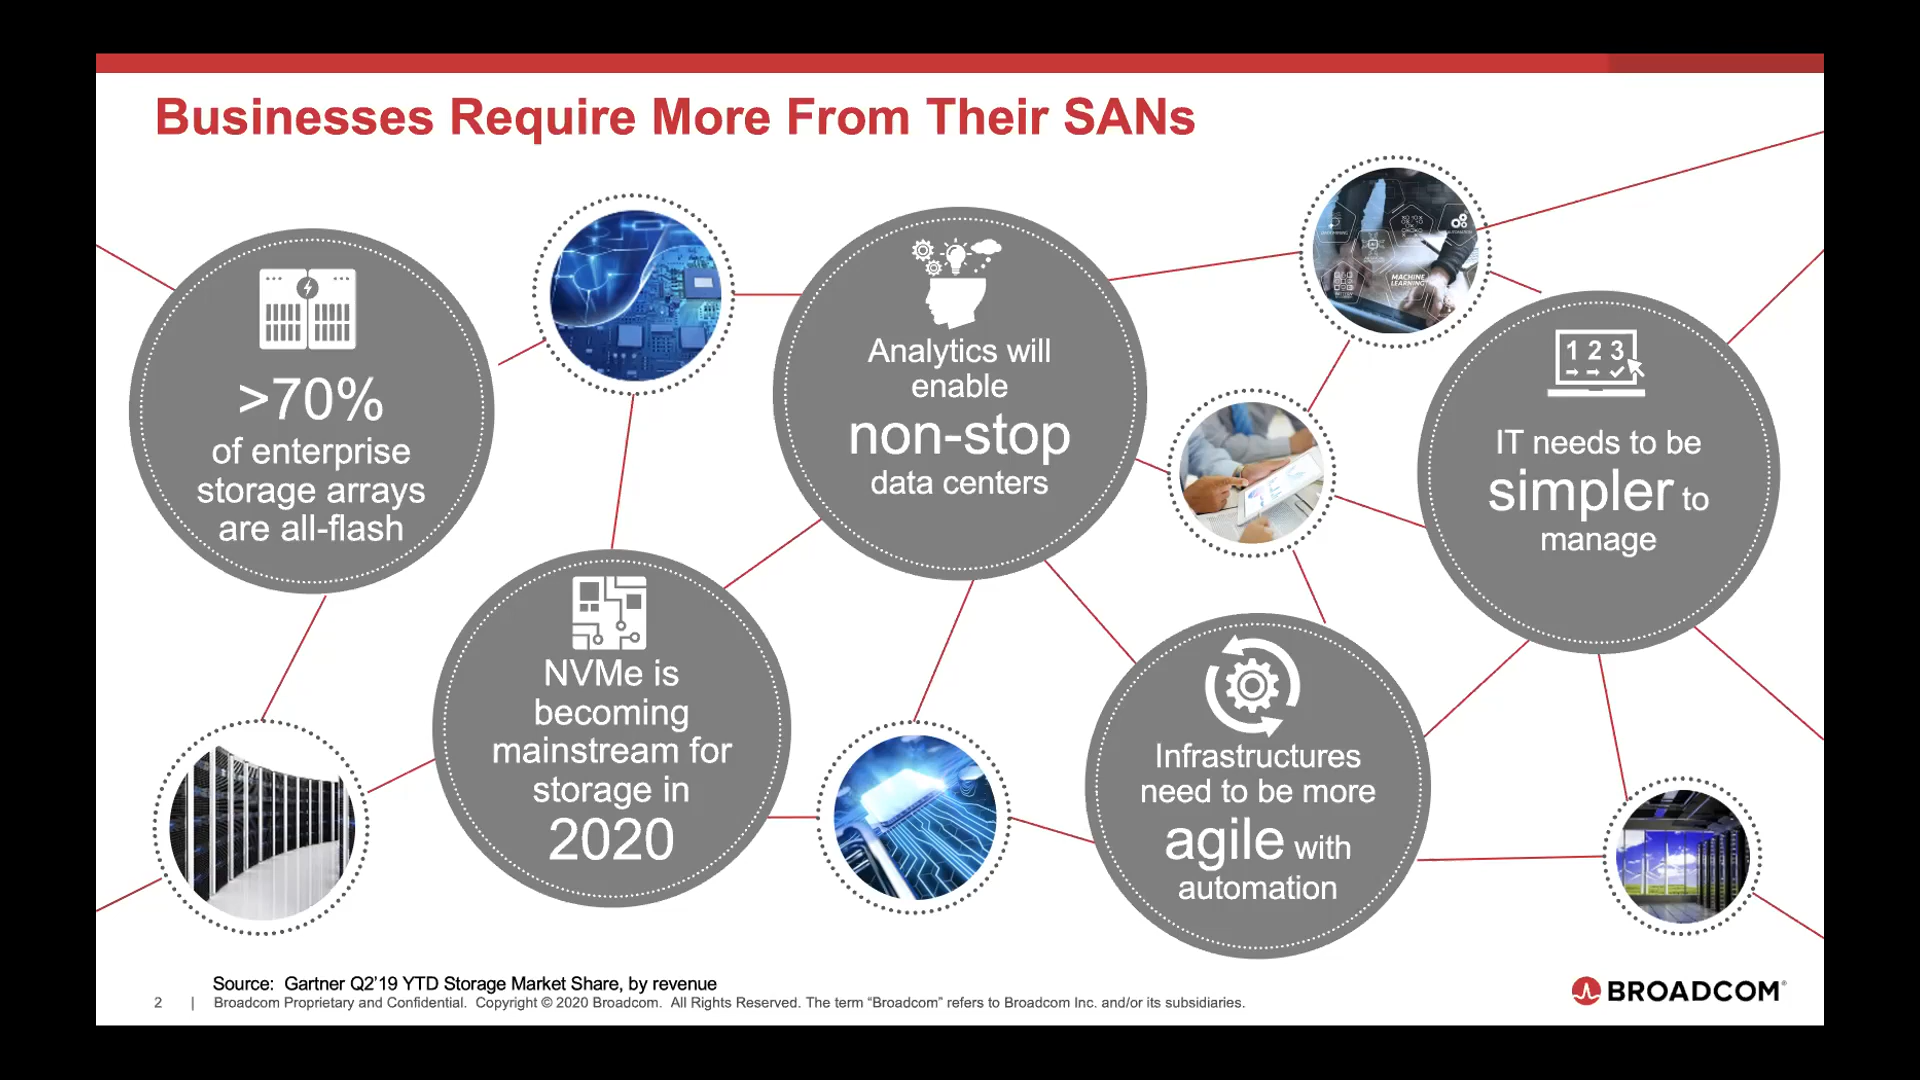 Businesses Require More From Their SANs
>70%
of enterprise
storage arrays
are all-flash
NVMe is
becoming
mainstream for
storage in
2020
Analytics will
enable
non-stop
data centers
MACHINE
LEARNING
Infrastructures
need to be more
agile with
automation
1 2 3
IT needs to be
simpler to
manage
Source:  Gartner Q2’19 YTD Storage Market Share, by revenue
2 | Broadcom Proprietary and Confidential.  Copyright © 2020 Broadcom.  All Rights Reserved. The term “Broadcom” refers to Broadcom Inc. and/or its subsidiaries.
BROADCOM®